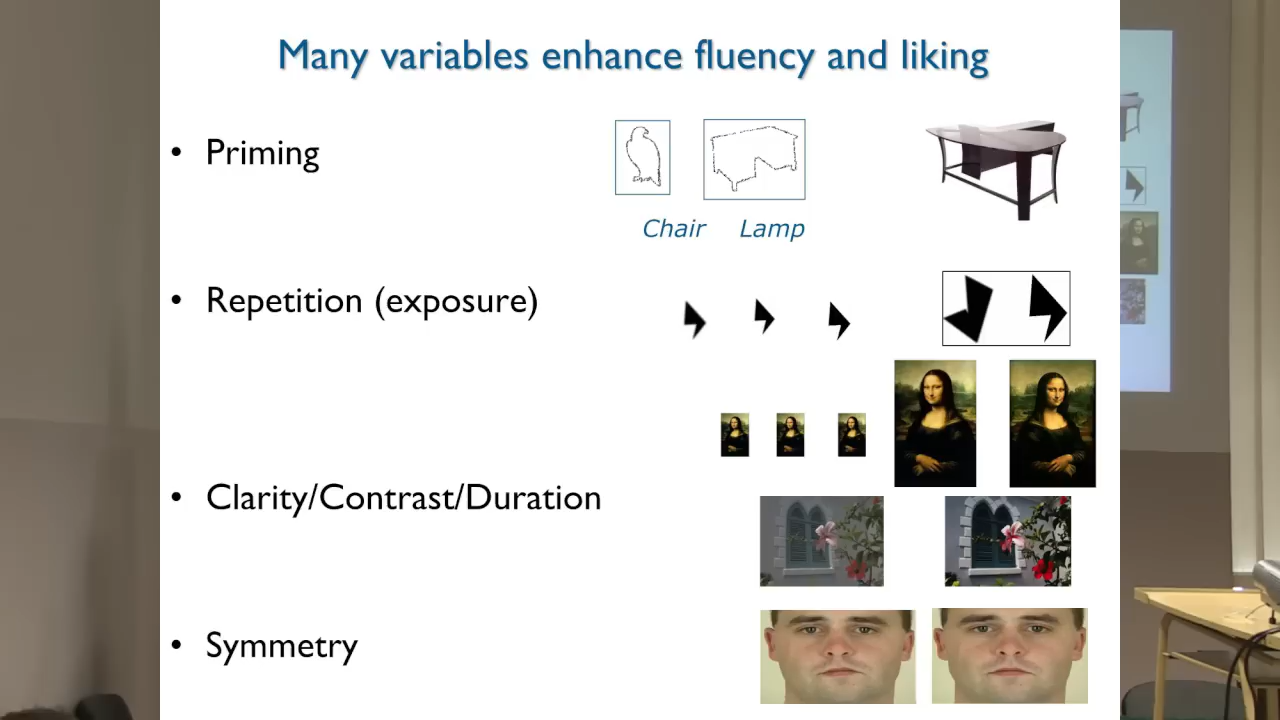 Many variables enhance fluency and liking
• Priming
Chair Lamp
• Repetition (exposure)
• Clarity/Contrast/Duration
• Symmetry